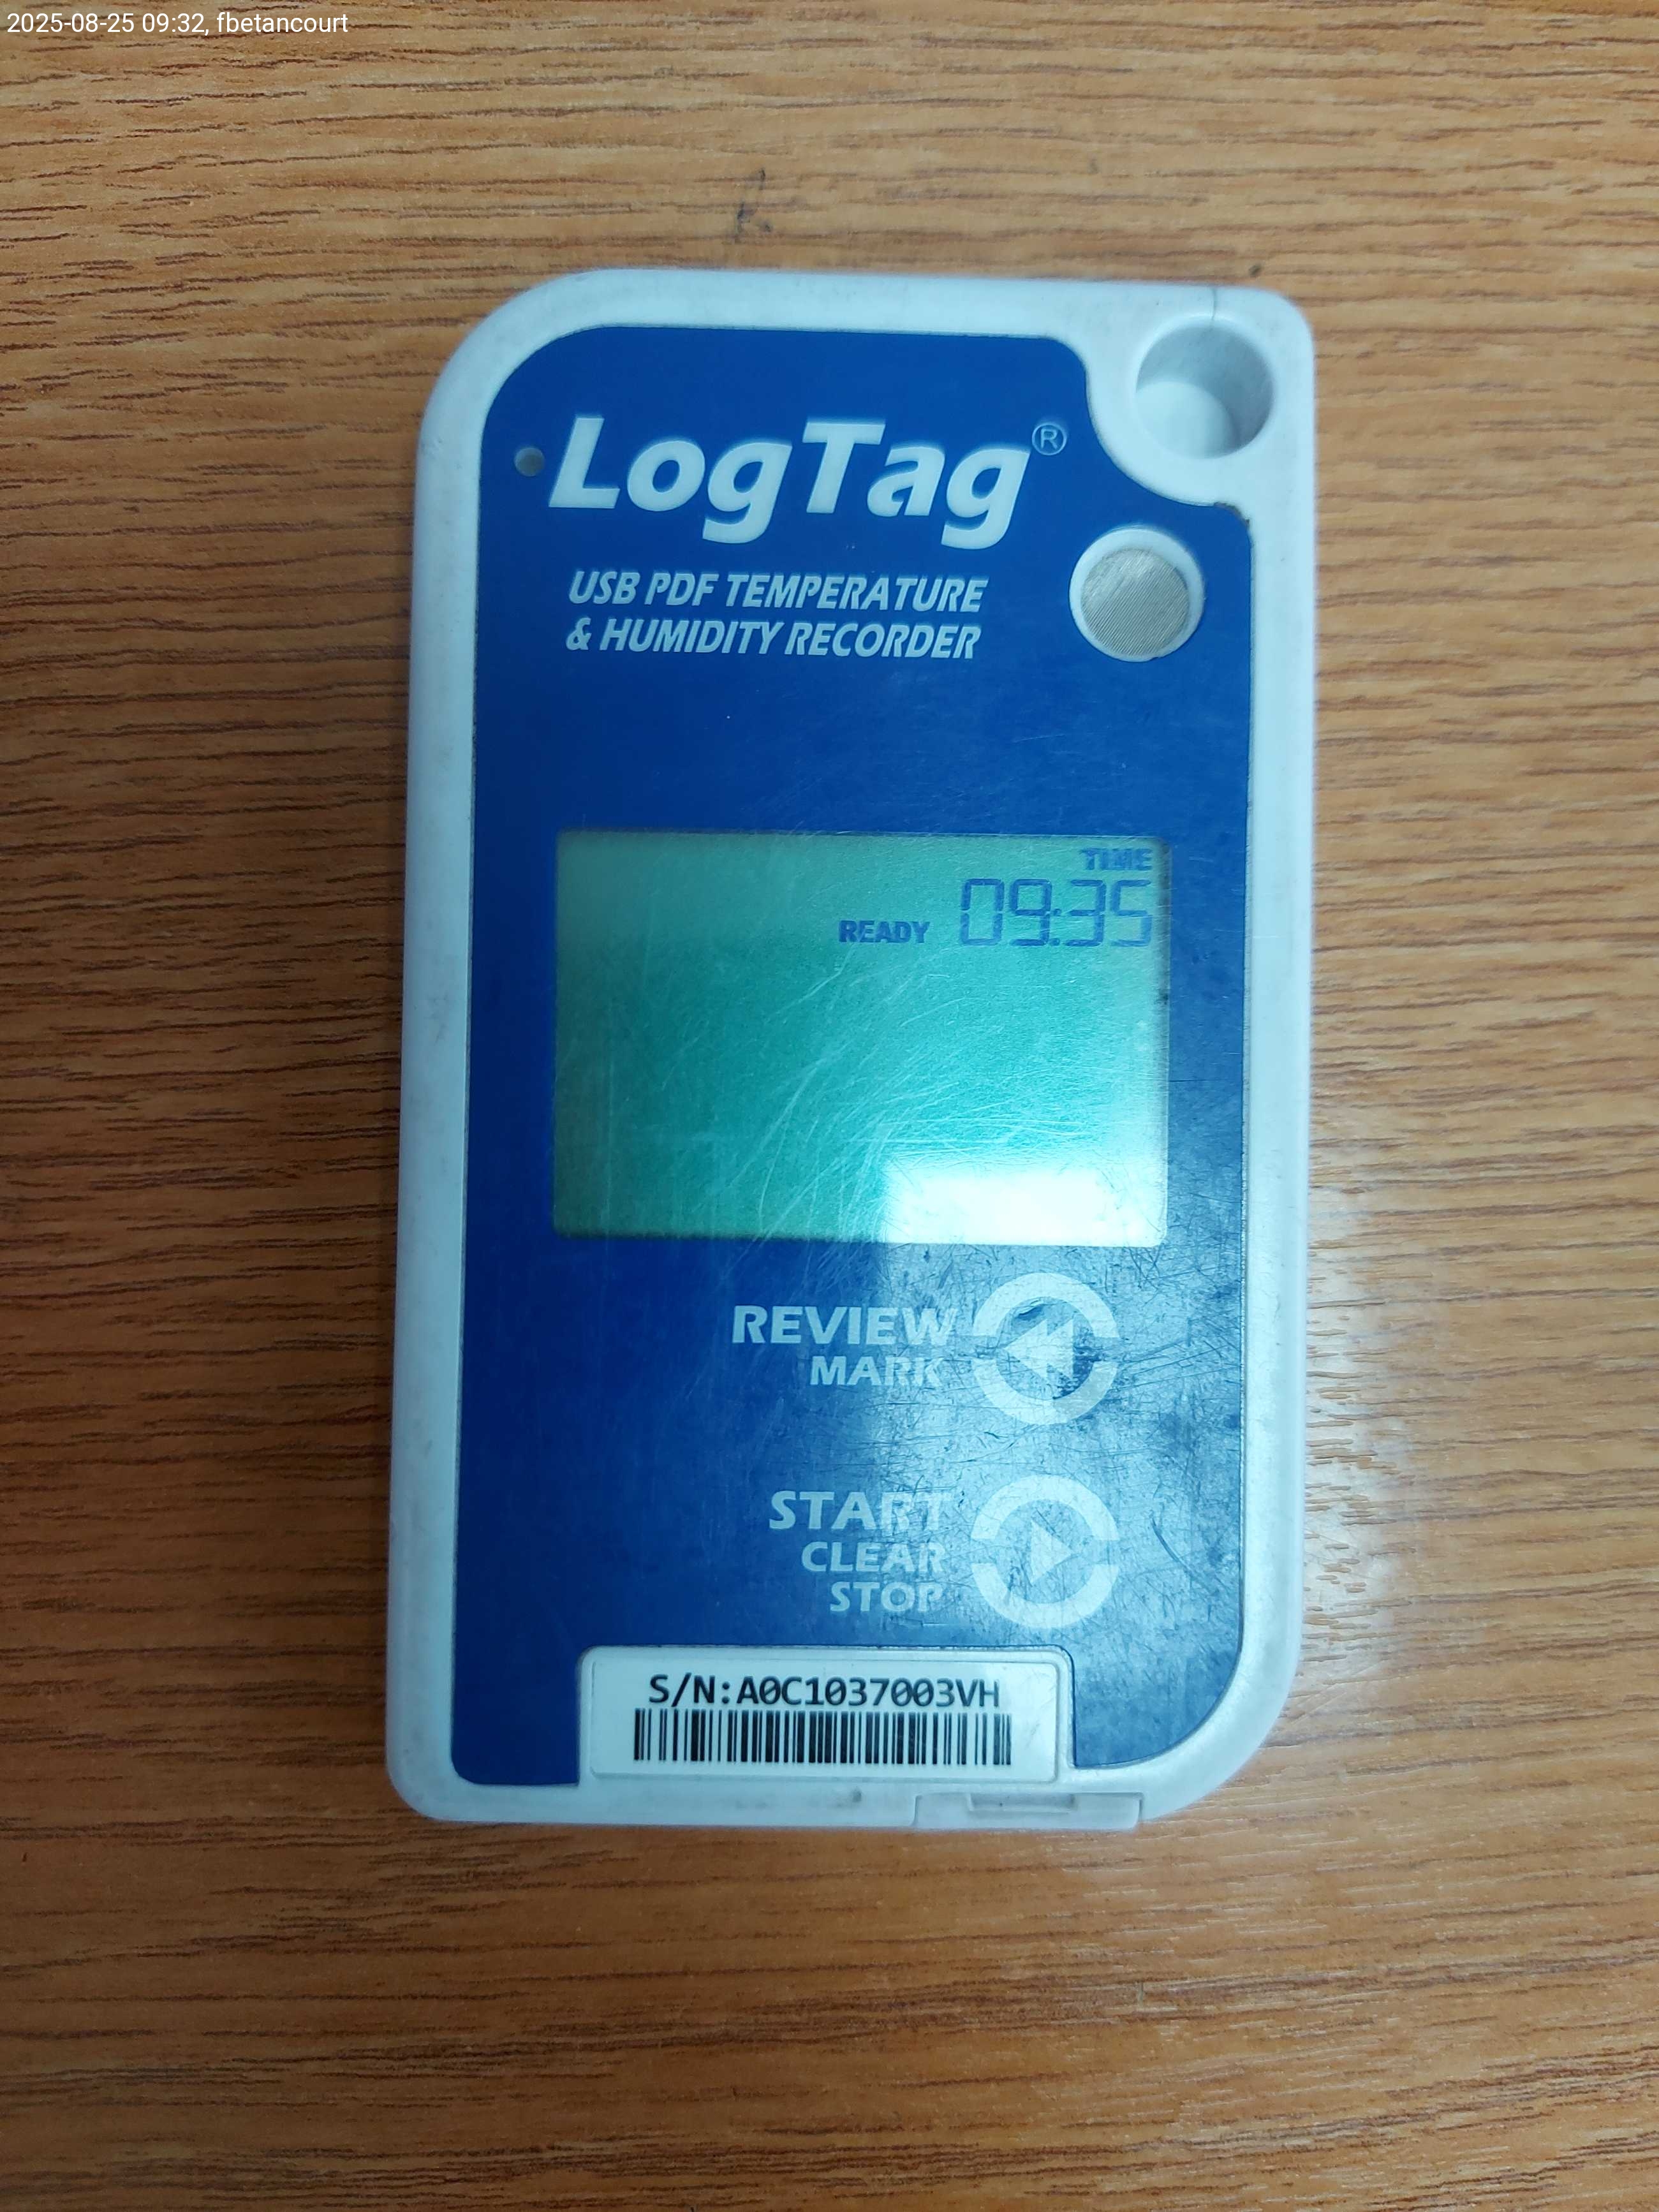 2025-08-25 09:32, fbetancourt
LogTag®
USB PDF TEMPERATURE
& HUMIDITY RECORDER
TIME
READY 09:35
REVIEW
MARK
START
CLEAR
STOP
S/N:A0C1037003VH